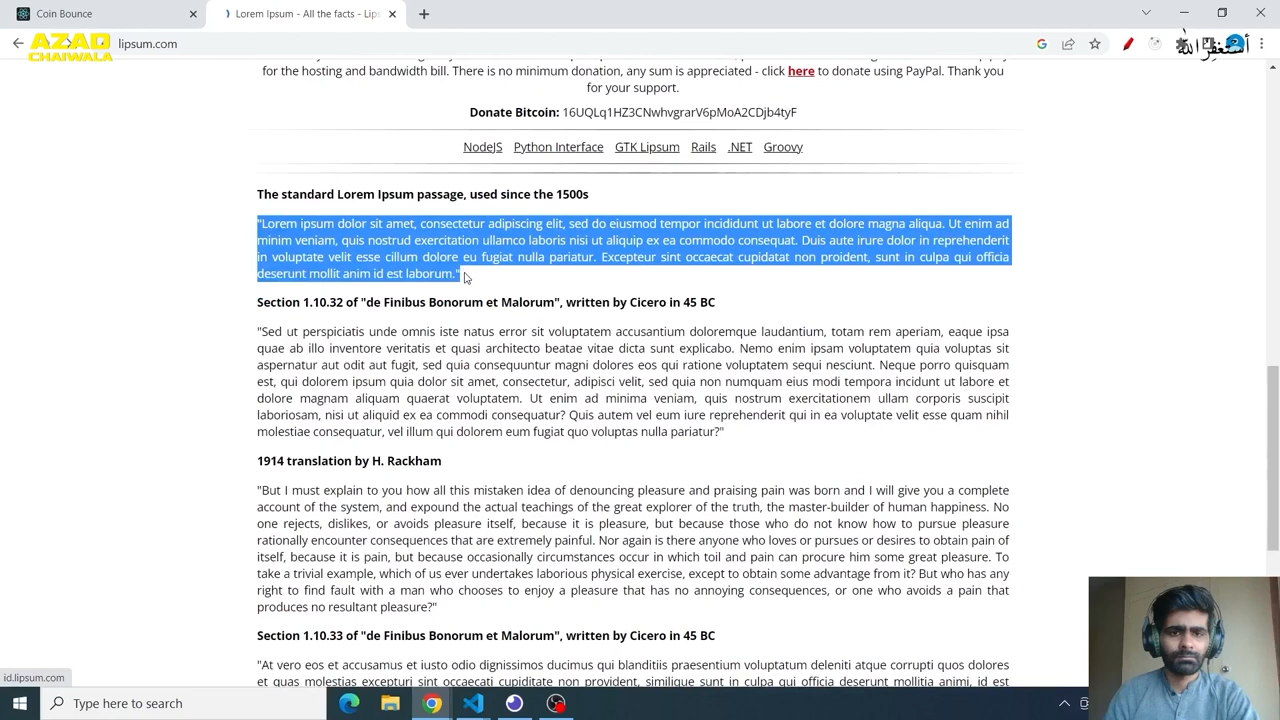 Coin Bounce
Lorem Ipsum - All the facts - Lips
AZAD
CHAIWALA
lipsum.com
أستغفر الله
for the hosting and bandwidth bill. There is no minimum donation, any sum is appreciated - click here to donate using PayPal. Thank you
for your support.
Donate Bitcoin: 16UQLq1HZ3CNwhvgrarV6pMoA2CDjb4tyF
NodeJS Python Interface GTK Lipsum Rails .NET Groovy
The standard Lorem Ipsum passage, used since the 1500s
"Lorem ipsum dolor sit amet, consectetur adipiscing elit, sed do eiusmod tempor incididunt ut labore et dolore magna aliqua. Ut enim ad
minim veniam, quis nostrud exercitation ullamco laboris nisi ut aliquip ex ea commodo consequat. Duis aute irure dolor in reprehenderit
in voluptate velit esse cillum dolore eu fugiat nulla pariatur. Excepteur sint occaecat cupidatat non proident, sunt in culpa qui officia
deserunt mollit anim id est laborum."
Section 1.10.32 of "de Finibus Bonorum et Malorum", written by Cicero in 45 BC
"Sed ut perspiciatis unde omnis iste natus error sit voluptatem accusantium doloremque laudantium, totam rem aperiam, eaque ipsa
quae ab illo inventore veritatis et quasi architecto beatae vitae dicta sunt explicabo. Nemo enim ipsam voluptatem quia voluptas sit
aspernatur aut odit aut fugit, sed quia consequuntur magni dolores eos qui ratione voluptatem sequi nesciunt. Neque porro quisquam
est, qui dolorem ipsum quia dolor sit amet, consectetur, adipisci velit, sed quia non numquam eius modi tempora incidunt ut labore et
dolore magnam aliquam quaerat voluptatem. Ut enim ad minima veniam, quis nostrum exercitationem ullam corporis suscipit
laboriosam, nisi ut aliquid ex ea commodi consequatur? Quis autem vel eum iure reprehenderit qui in ea voluptate velit esse quam nihil
molestiae consequatur, vel illum qui dolorem eum fugiat quo voluptas nulla pariatur?"
1914 translation by H. Rackham
"But I must explain to you how all this mistaken idea of denouncing pleasure and praising pain was born and I will give you a complete
account of the system, and expound the actual teachings of the great explorer of the truth, the master-builder of human happiness. No
one rejects, dislikes, or avoids pleasure itself, because it is pleasure, but because those who do not know how to pursue pleasure
rationally encounter consequences that are extremely painful. Nor again is there anyone who loves or pursues or desires to obtain pain of
itself, because it is pain, but because occasionally circumstances occur in which toil and pain can procure him some great pleasure. To
take a trivial example, which of us ever undertakes laborious physical exercise, except to obtain some advantage from it? But who has any
right to find fault with a man who chooses to enjoy a pleasure that has no annoying consequences, or one who avoids a pain that
produces no resultant pleasure?"
Section 1.10.33 of "de Finibus Bonorum et Malorum", written by Cicero in 45 BC
"At vero eos et accusamus et iusto odio dignissimos ducimus qui blanditiis praesentium voluptatum deleniti atque corrupti quos dolores
et quas molestias excepturi sint occaecati cupiditate non provident, similique sunt in culpa qui officia deserunt mollitia animi, id est
id.lipsum.com
Type here to search